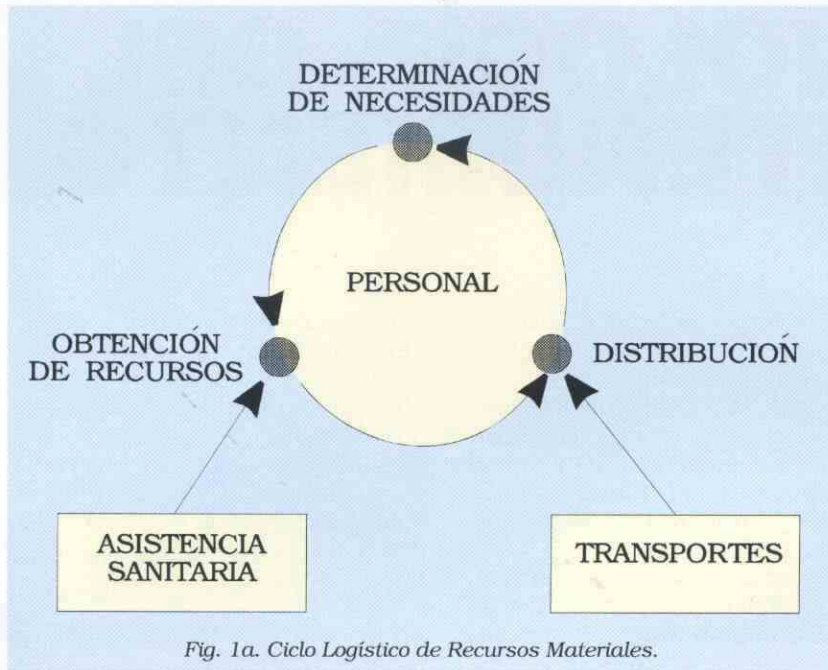 DETERMINACIÓN
DE NECESIDADES
PERSONAL
OBTENCIÓN
DE RECURSOS
DISTRIBUCIÓN
ASISTENCIA
SANITARIA
TRANSPORTES
Fig. 1a. Ciclo Logístico de Recursos Materiales.